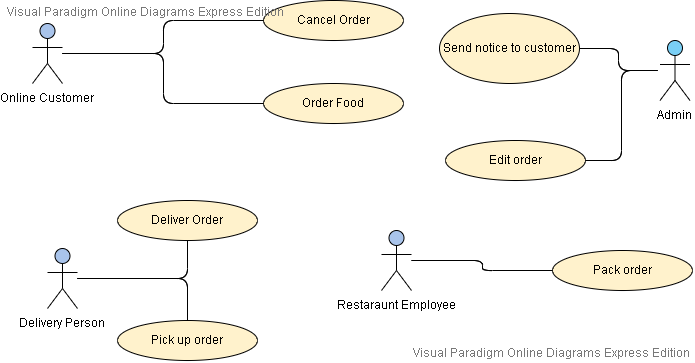 Visual Paradigm Online Diagrams Express Edition
Cancel Order
Online Customer
Order Food
Send notice to customer
Admin
Edit order
Deliver Order
Delivery Person
Pick up order
Restaraunt Employee
Pack order
Visual Paradigm Online Diagrams Express Edition